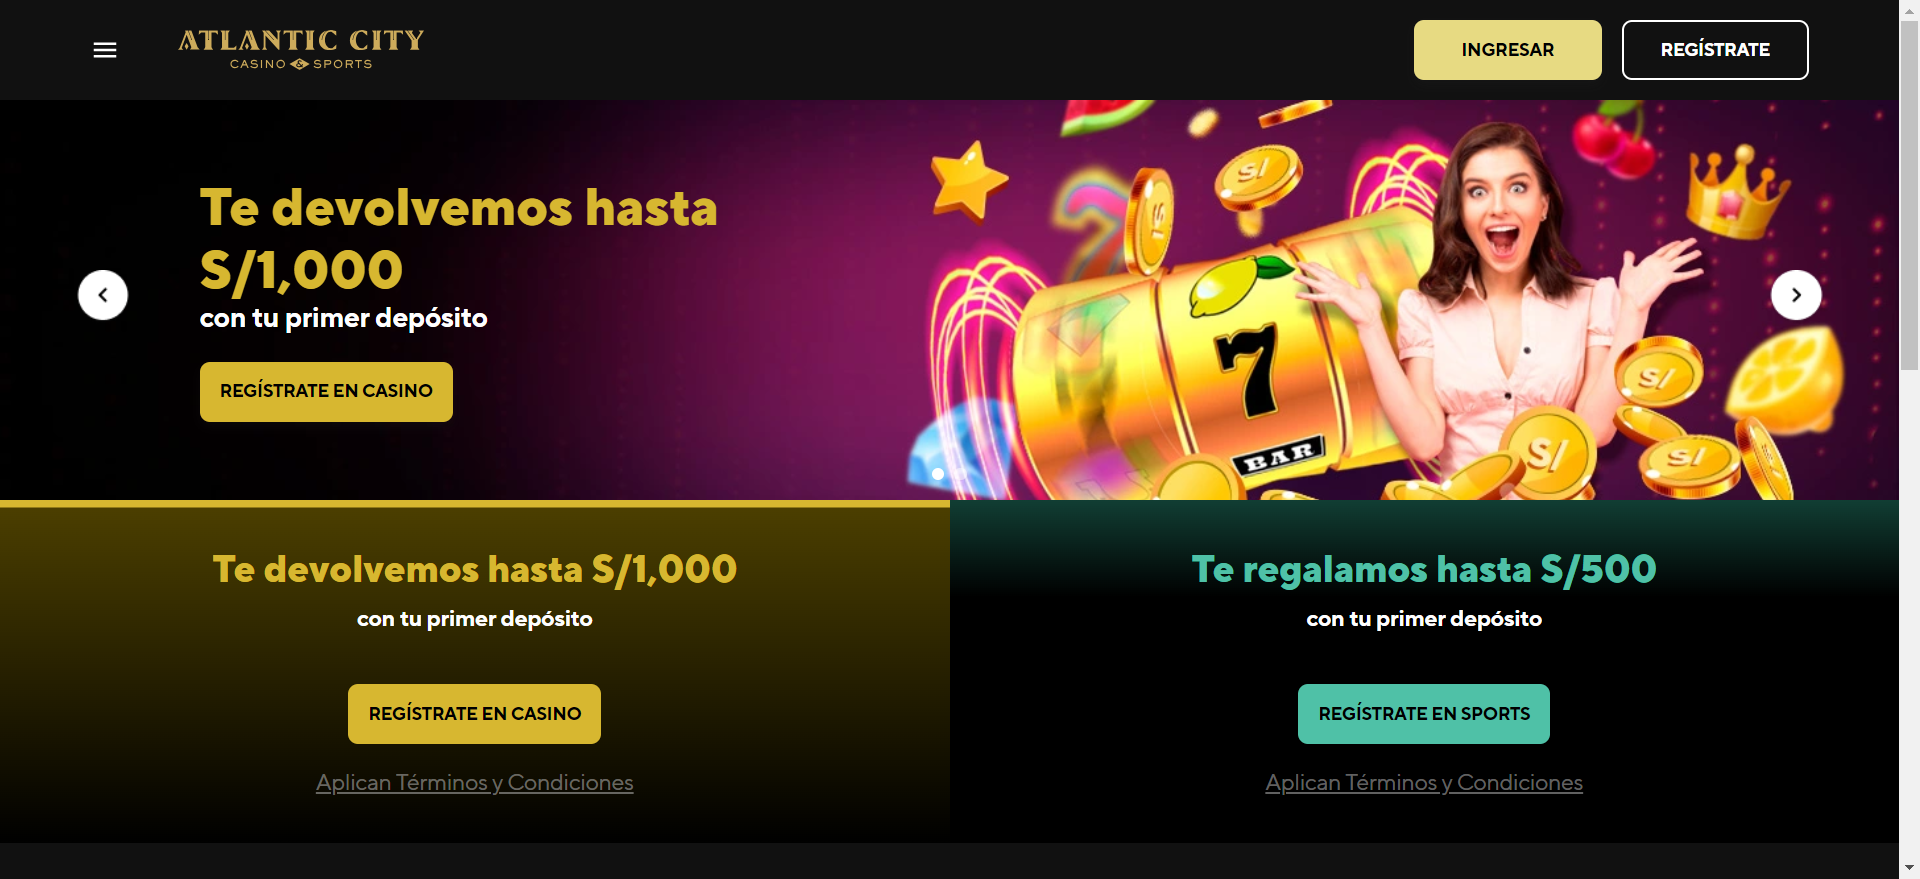 ATLANTIC CITY
CASINO & SPORTS
INGRESAR
REGÍSTRATE
Te devolvemos hasta
S/1,000
con tu primer depósito
REGÍSTRATE EN CASINO
S/
S/
7
BAR
S/
S/
S/
Te devolvemos hasta S/1,000
con tu primer depósito
REGÍSTRATE EN CASINO
Aplican Términos y Condiciones
Te regalamos hasta S/500
con tu primer depósito
REGÍSTRATE EN SPORTS
Aplican Términos y Condiciones